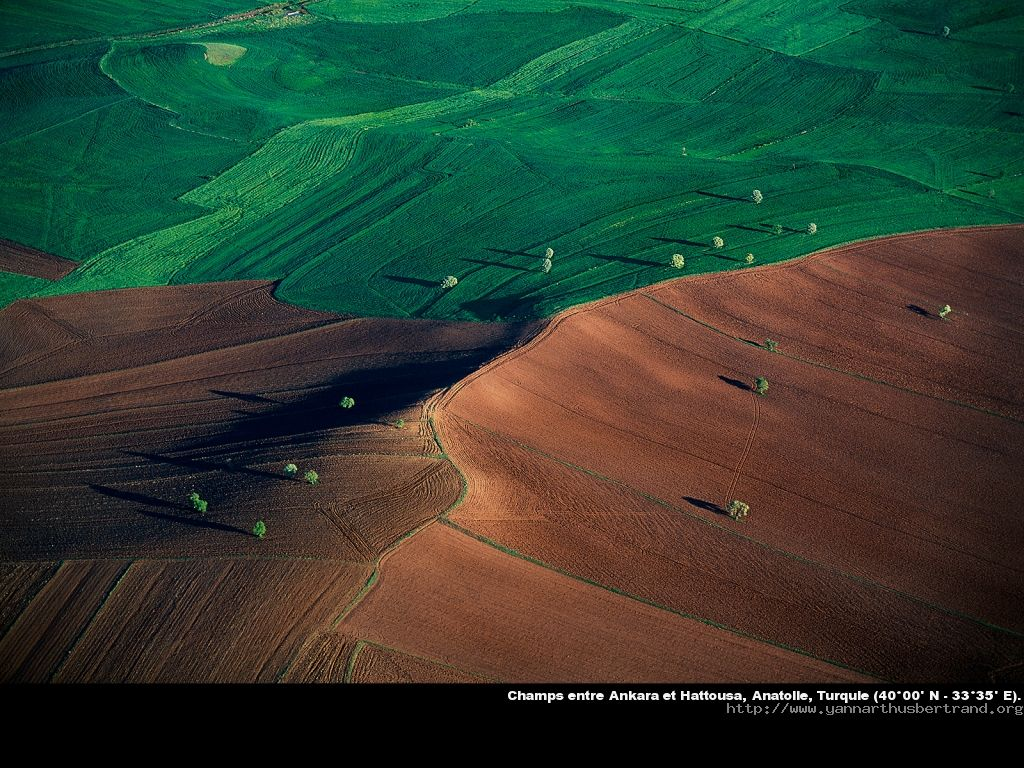 Champs entre Ankara et Hattousa, Anatolie, Turquie (40°00' N - 33°35' E).
http://www.yannarthusbertrand.org